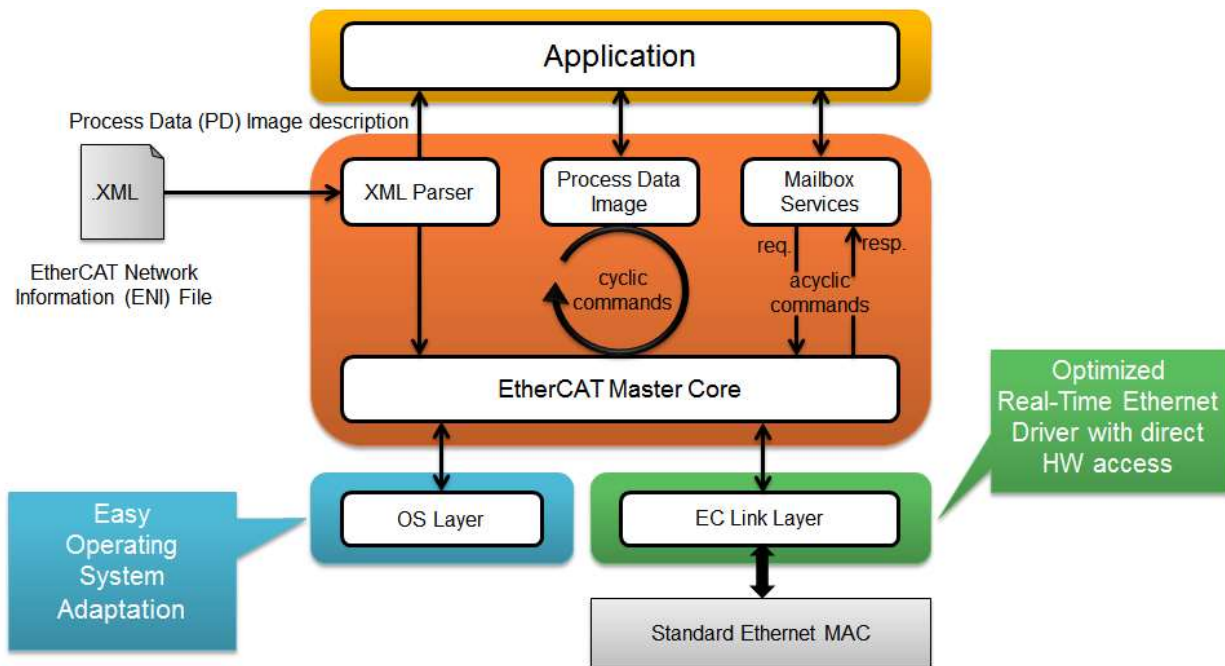 Application
Process Data (PD) Image description
.XML
XML Parser
Process Data
Image
Mailbox
Services
req.
resp.
EtherCAT Network
Information (ENI) File
cyclic
commands
acyclic
commands
EtherCAT Master Core
Optimized
Real-Time Ethernet
Driver with direct
HW access
Easy
Operating
System
Adaptation
OS Layer
EC Link Layer
Standard Ethernet MAC